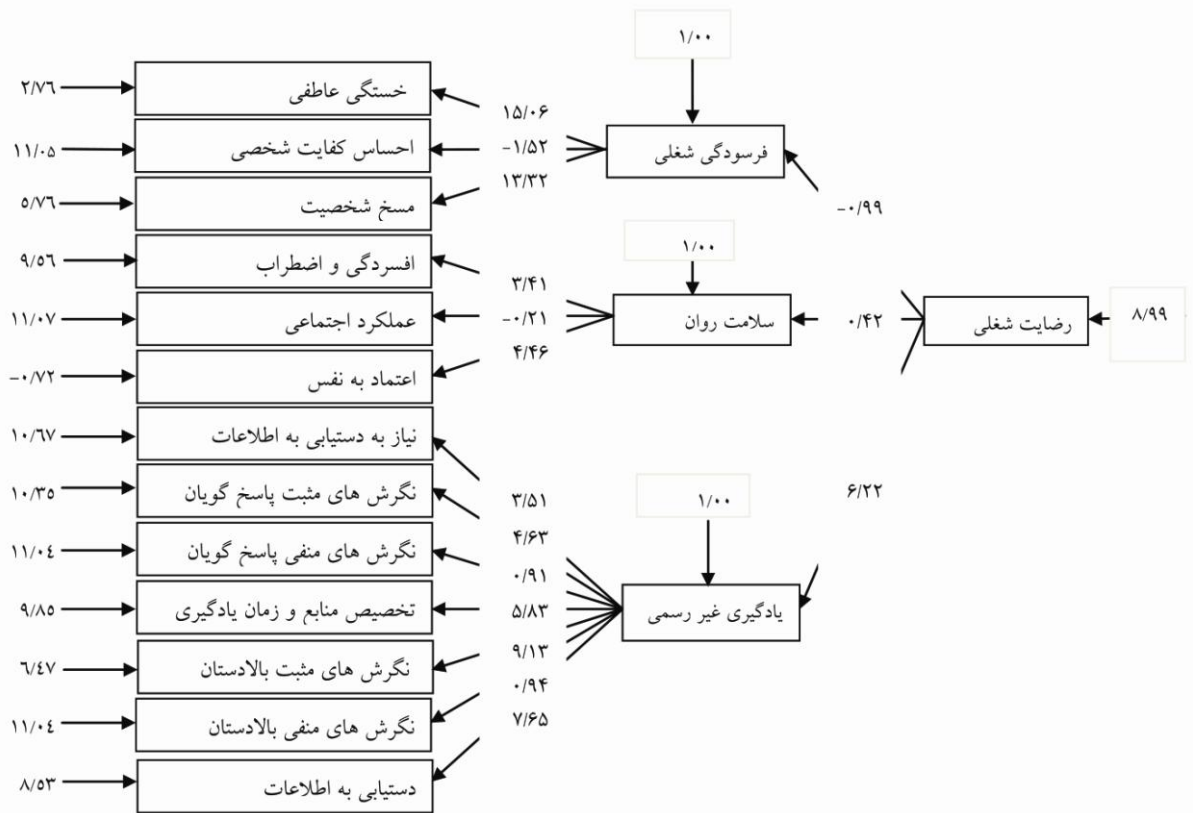 ۱/۰۰
۲/۷۶
خستگی عاطفی
۱۵/۰۶
۱۱/۰۵
احساس کفایت شخصی
-۱/۵۲
فرسودگی شغلی
۵/۷۶
مسخ شخصیت
۱۳/۳۲
-۰/۹۹
۹/۵۶
افسردگی و اضطراب
۳/۴۱
۱/۰۰
۱۱/۰۷
عملکرد اجتماعی
-۰/۲۱
سلامت روان
۰/۴۲
رضایت شغلی
۸/۹۹
-۰/۷۲
اعتماد به نفس
۴/۴۶
۱۰/۶۷
نیاز به دستیابی به اطلاعات
۳/۵۱
۱/۰۰
۶/۲۲
۱۰/۳۵
نگرش های مثبت پاسخ گویان
۴/۶۳
۱۱/۰٤
نگرش های منفی پاسخ گویان
۰/۹۱
۹/۸۵
تخصیص منابع و زمان یادگیری
۵/۸۳
یادگیری غیر رسمی
۶/٤۷
نگرش های مثبت بالادستان
۹/۱۳
۱۱/۰٤
نگرش های منفی بالادستان
۰/۹۴
۸/۵۳
دستیابی به اطلاعات
۷/۶۵